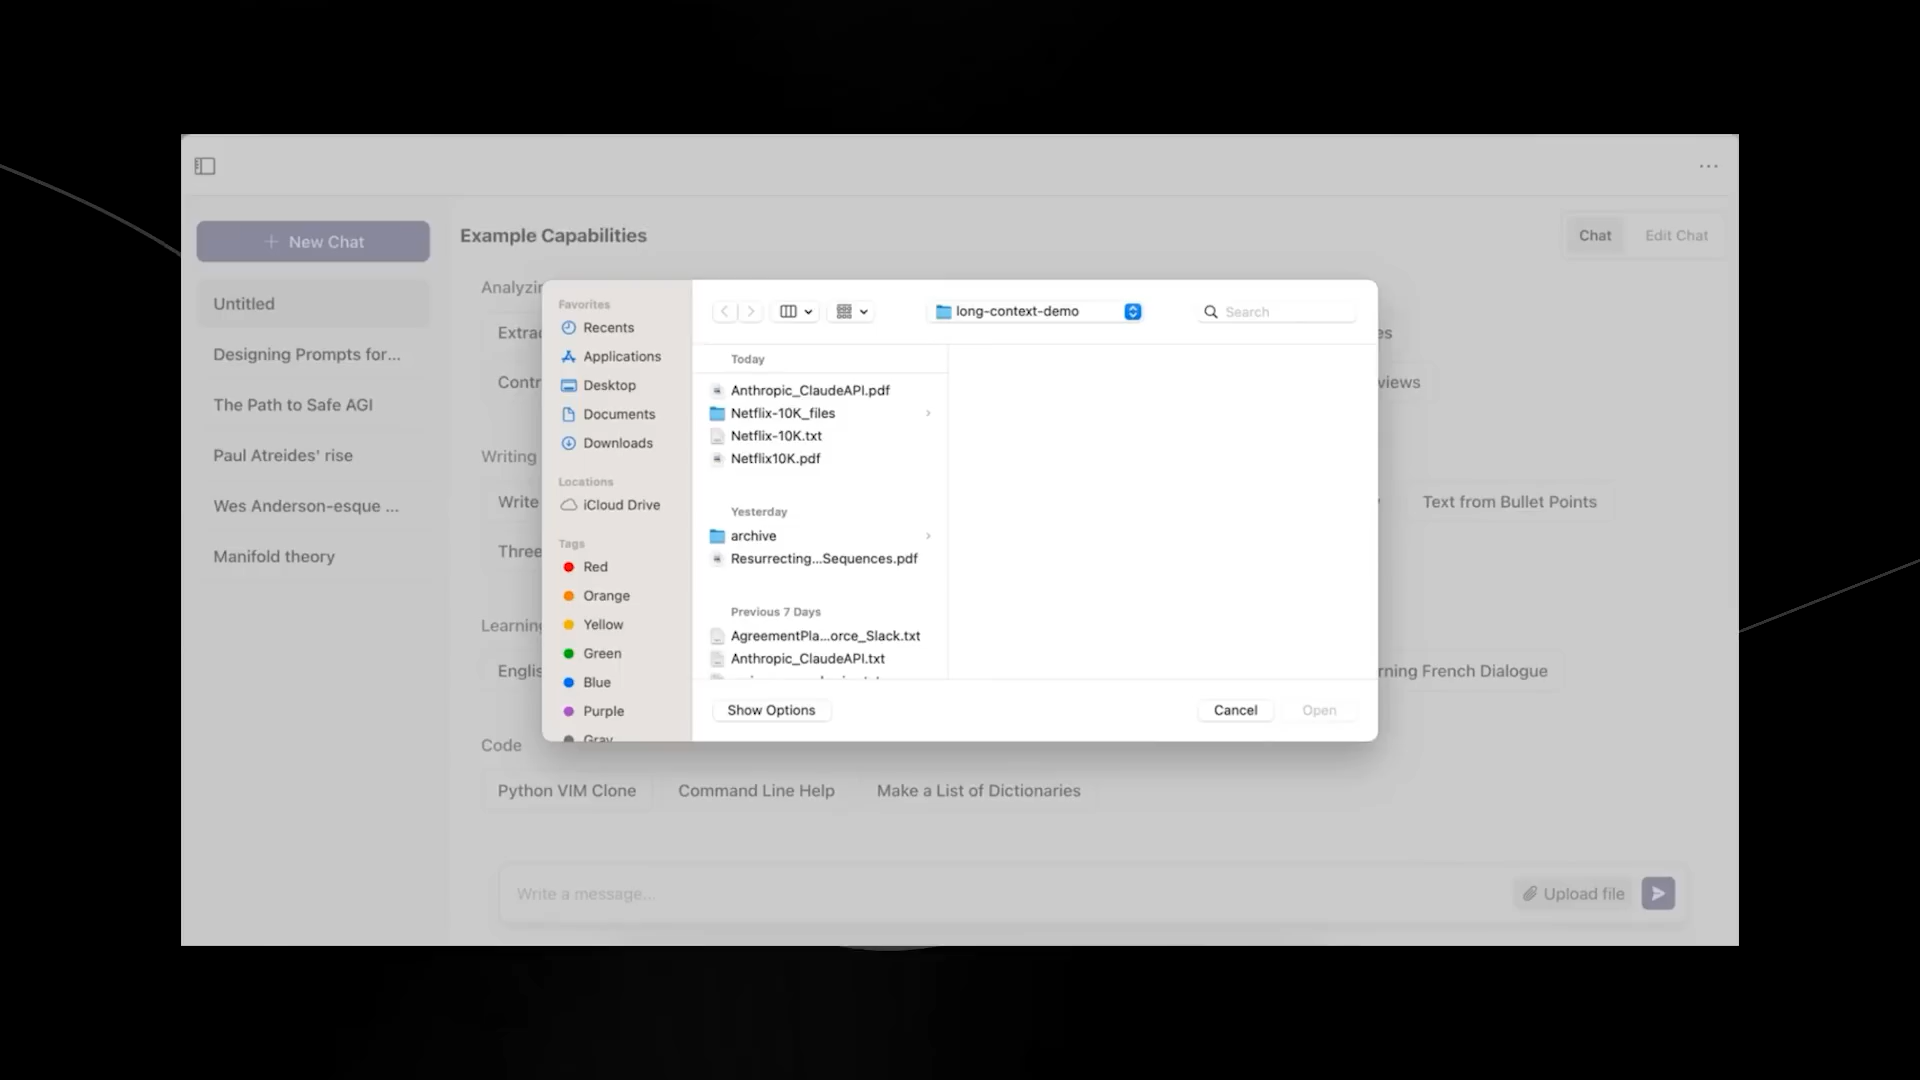 New Chat
Untitled
Designing Prompts for...
The Path to Safe AGI
Paul Atreides' rise
Wes Anderson-esque ...
Manifold theory
Example Capabilities
Chat
Edit Chat
Writing
Write
Three
Text from Bullet Points
French Dialogue
Code
Python VIM Clone
Command Line Help
Make a List of Dictionaries
Write a message...
Upload file
Favorites
Recents
Applications
Desktop
Documents
Downloads
Locations
iCloud Drive
Tags
Red
Orange
Yellow
Green
Blue
Purple
Gray
long-context-demo
Search
Today
Anthropic_ClaudeAPI.pdf
Netflix-10K_files
Netflix-10K.txt
Netflix10K.pdf
Yesterday
archive
Resurrecting...Sequences.pdf
Previous 7 Days
AgreementPla...orce_Slack.txt
Anthropic_ClaudeAPI.txt
Show Options
Cancel
Open